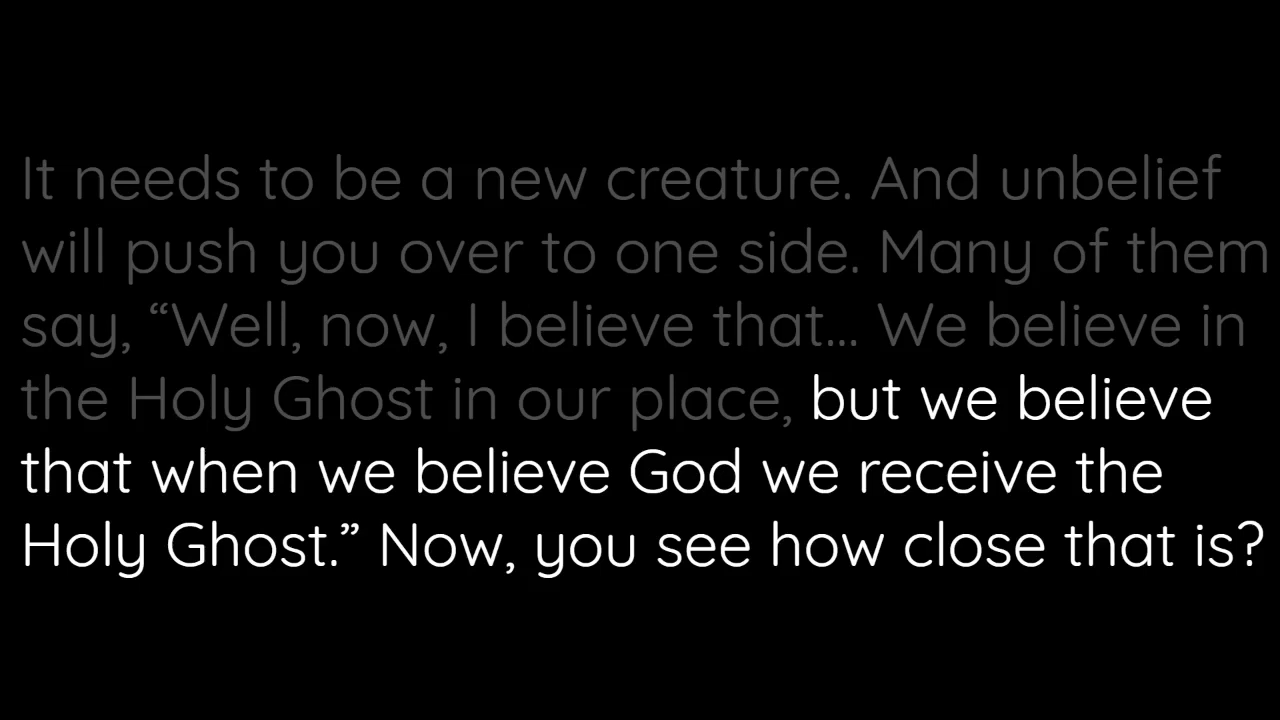 It needs to be a new creature. And unbelief
will push you over to one side. Many of them
say, “Well, now, I believe that... We believe in
the Holy Ghost in our place, but we believe
that when we believe God we receive the
Holy Ghost.” Now, you see how close that is?